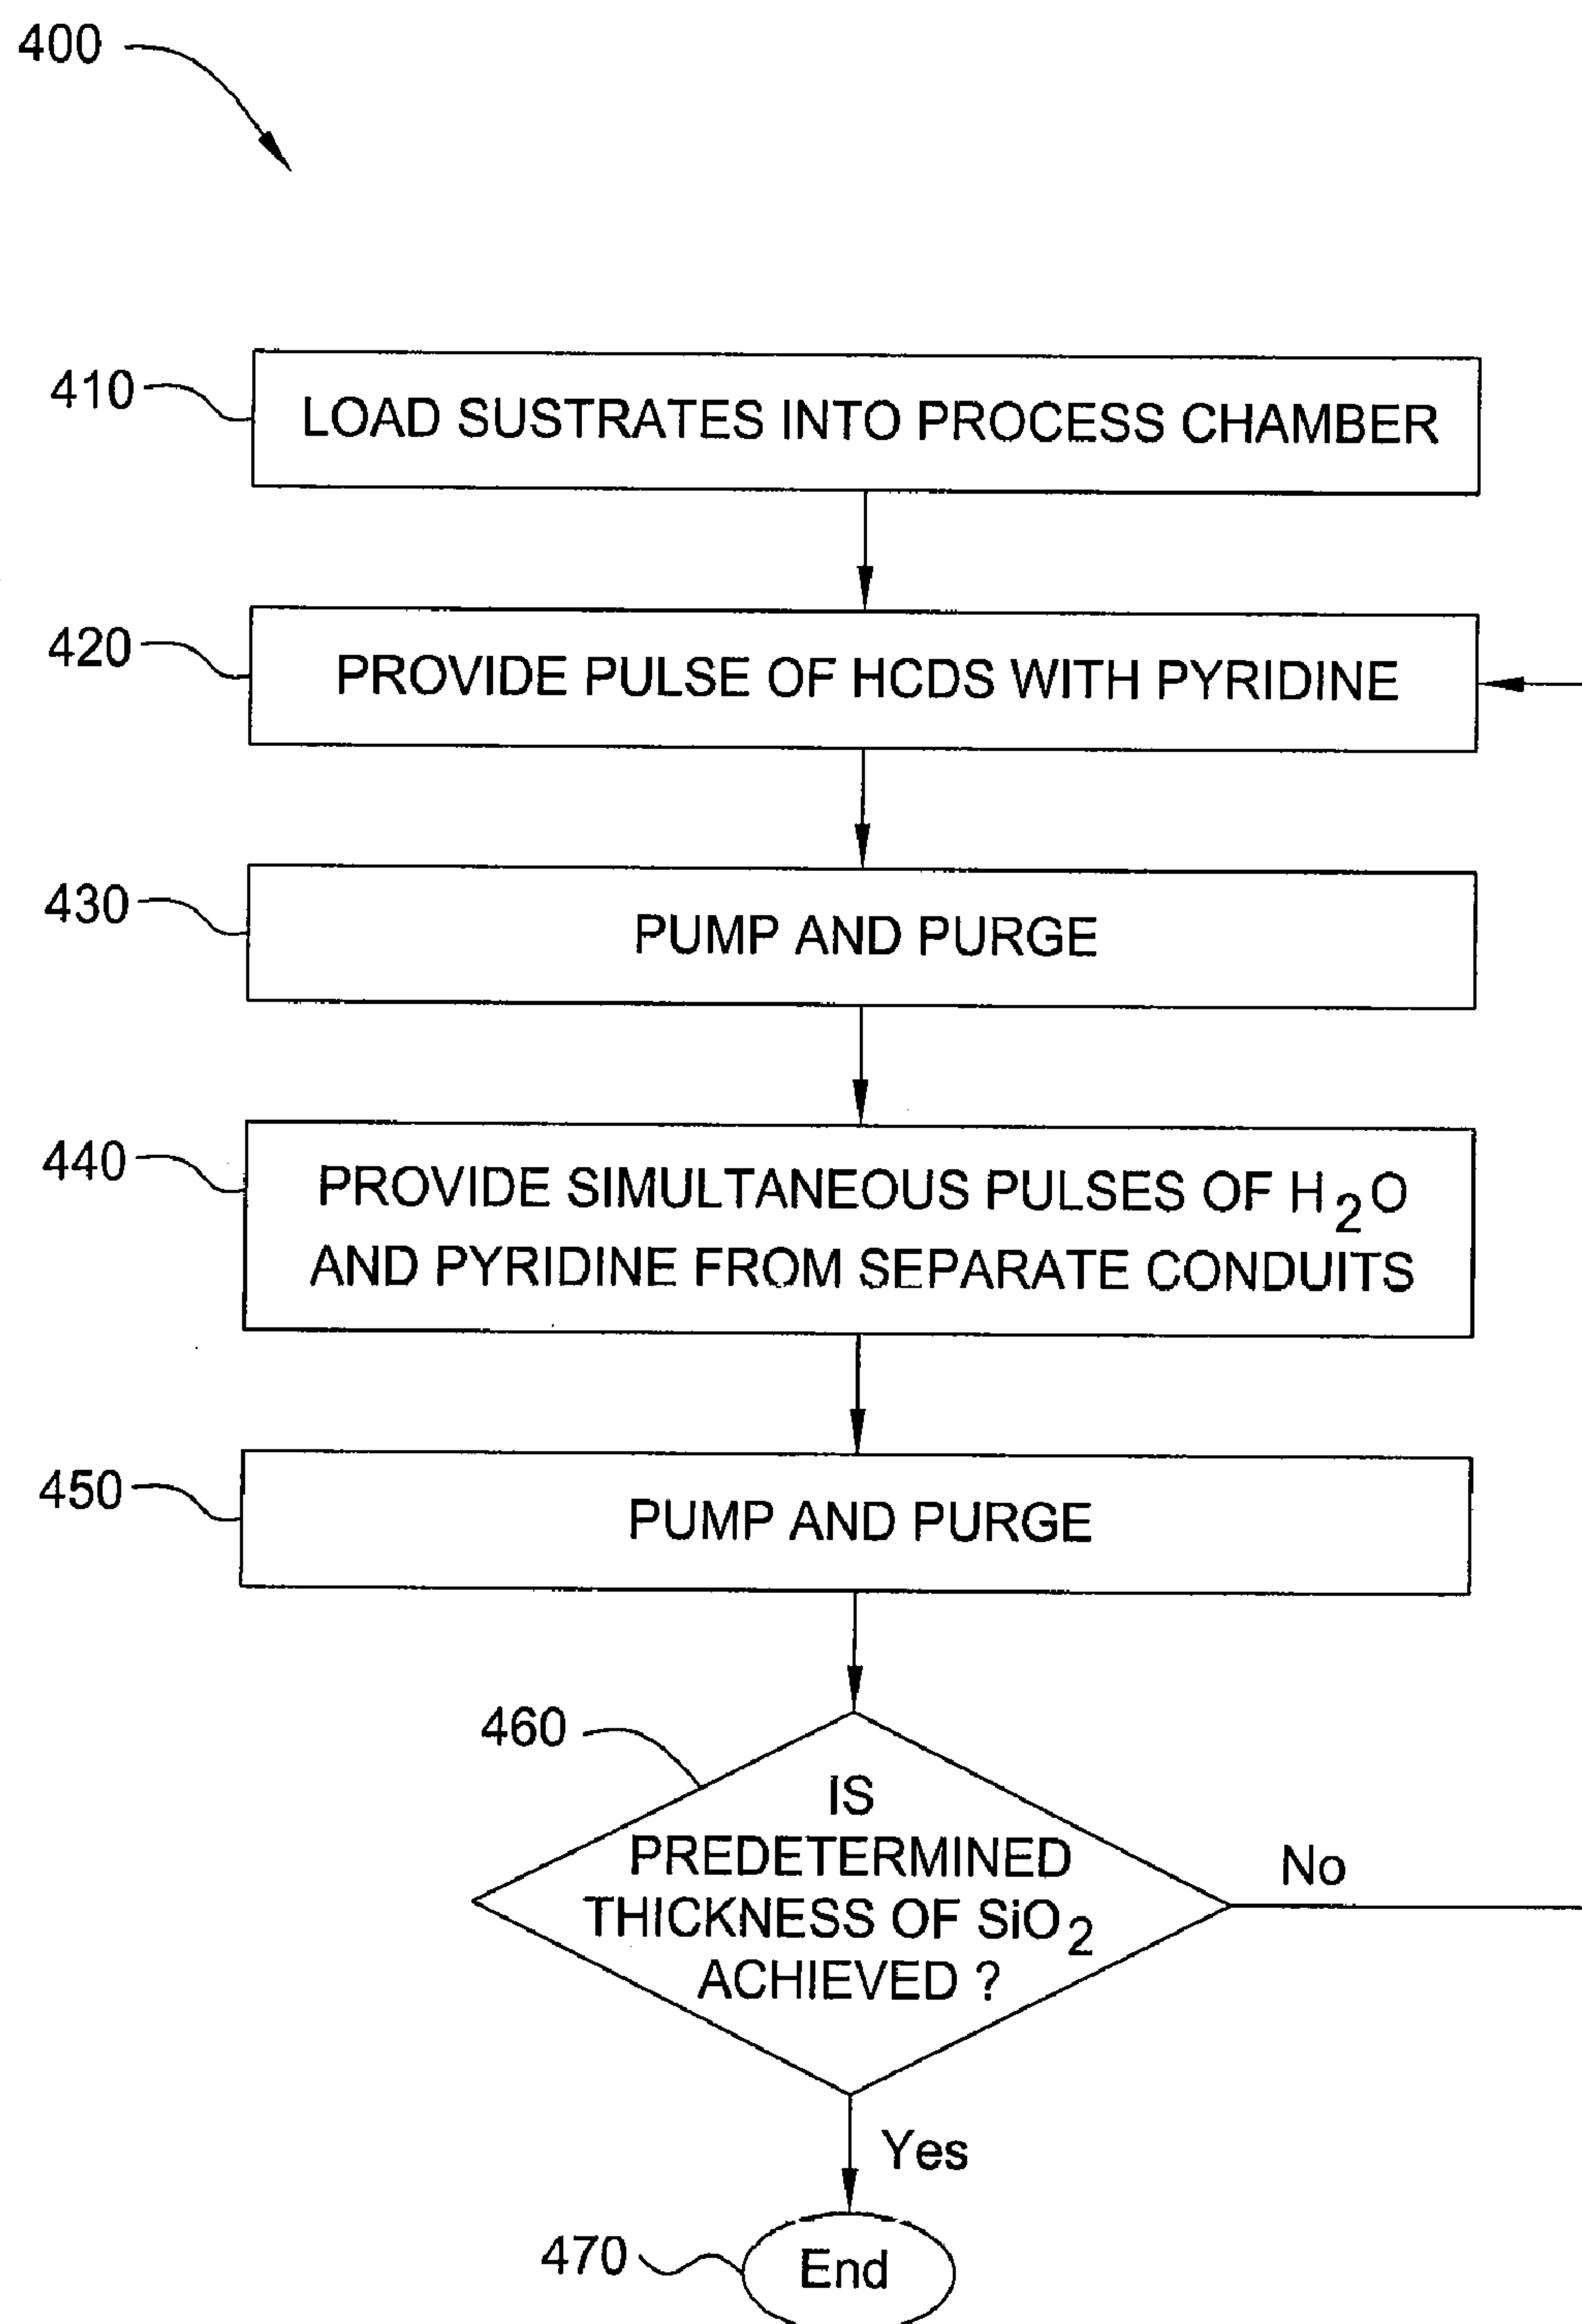 400
410
LOAD SUSTRATES INTO PROCESS CHAMBER
420
PROVIDE PULSE OF HCDS WITH PYRIDINE
430
PUMP AND PURGE
440
PROVIDE SIMULTANEOUS PULSES OF H2O
AND PYRIDINE FROM SEPARATE CONDUITS
450
PUMP AND PURGE
460
IS
PREDETERMINED
THICKNESS OF SiO2
ACHIEVED ?
No
Yes
470
End